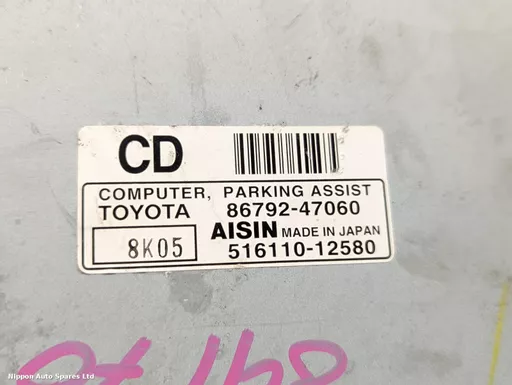 CD
COMPUTER, PARKING ASSIST
TOYOTA 86792-47060
8K05 AISIN MADE IN JAPAN
516110-12580
Nippon Auto Spares Ltd